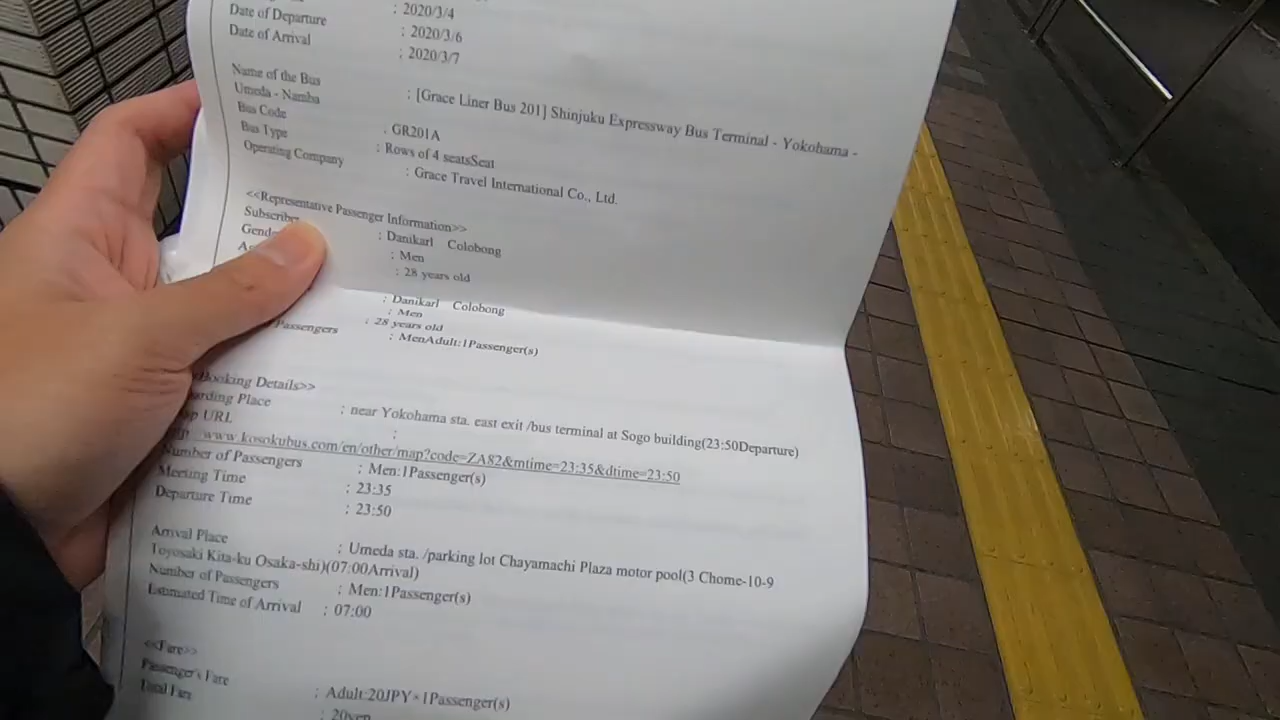 : 2020/3/4
Date of Departure : 2020/3/6
Date of Arrival : 2020/3/7
Name of the Bus : [Grace Liner Bus 201] Shinjuku Expressway Bus Terminal - Yokohama -
Umeda - Namba
Bus Code . GR201A
Bus Type : Rows of 4 seatsSeat
Operating Company : Grace Travel International Co., Ltd.
<<Representative Passenger Information>>
Subscriber : Danikarl Colobong
: Men
: 28 years old
: Danikarl Colobong
: Men
: 28 years old
Passengers : MenAdult:1Passenger(s)
Booking Details>>
Place : near Yokohama sta. east exit /bus terminal at Sogo building(23:50Departure)
URL :
www.kosokubus.com/en/other/map?code=ZA82&mtime=23:35&dtime=23:50
Number of Passengers : Men:1Passenger(s)
Meeting Time : 23:35
Departure Time : 23:50
Arrival Place : Umeda sta. /parking lot Chayamachi Plaza motor pool(3 Chome-10-9
Toyosaki Kita-ku Osaka-shi)(07:00Arrival)
Number of Passengers : Men:1Passenger(s)
Estimated Time of Arrival : 07:00
<<Fare>>
Passenger's Fare : Adult:20JPY×1Passenger(s)
Total Fare : 20yen